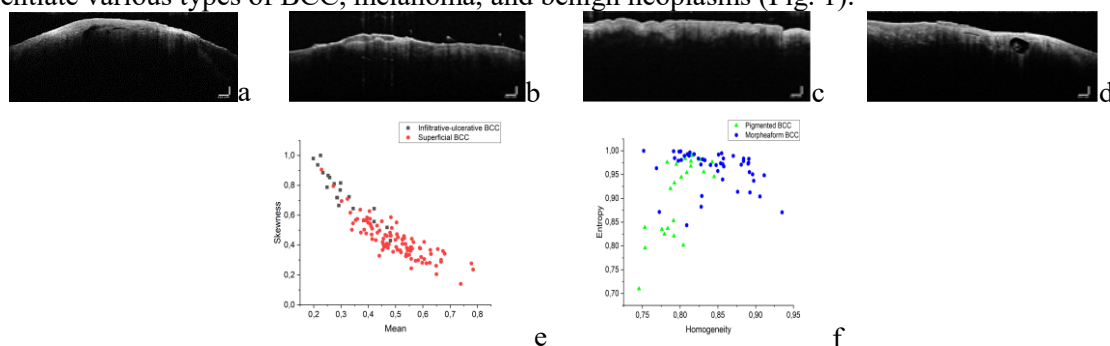 entiate various types of BCC, melanoma, and benign neoplasms (Fig. 1).
a b c d
Infiltrative-ulcerative BCC
Superficial BCC
1,0
0,8
0,6
0,4
0,2
0,0
Skewness
0,2 0,3 0,4 0,5 0,6 0,7 0,8
Mean
e
Pigmented BCC
Morpheaform BCC
1,00
0,95
0,90
0,85
0,80
0,75
0,70
Entropy
0,75 0,80 0,85 0,90 0,95
Homogeneity
f